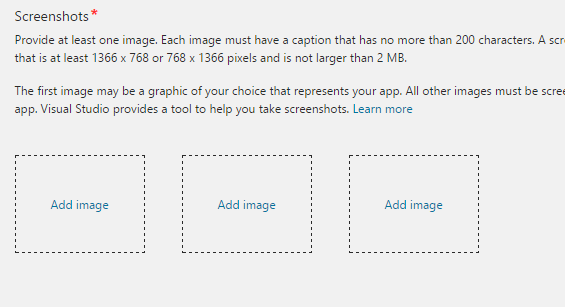 Screenshots*
Provide at least one image. Each image must have a caption that has no more than 200 characters. A
that is at least 1366 x 768 or 768 x 1366 pixels and is not larger than 2 MB.
The first image may be a graphic of your choice that represents your app. All other images must be
app. Visual Studio provides a tool to help you take screenshots. Learn more
Add image Add image Add image